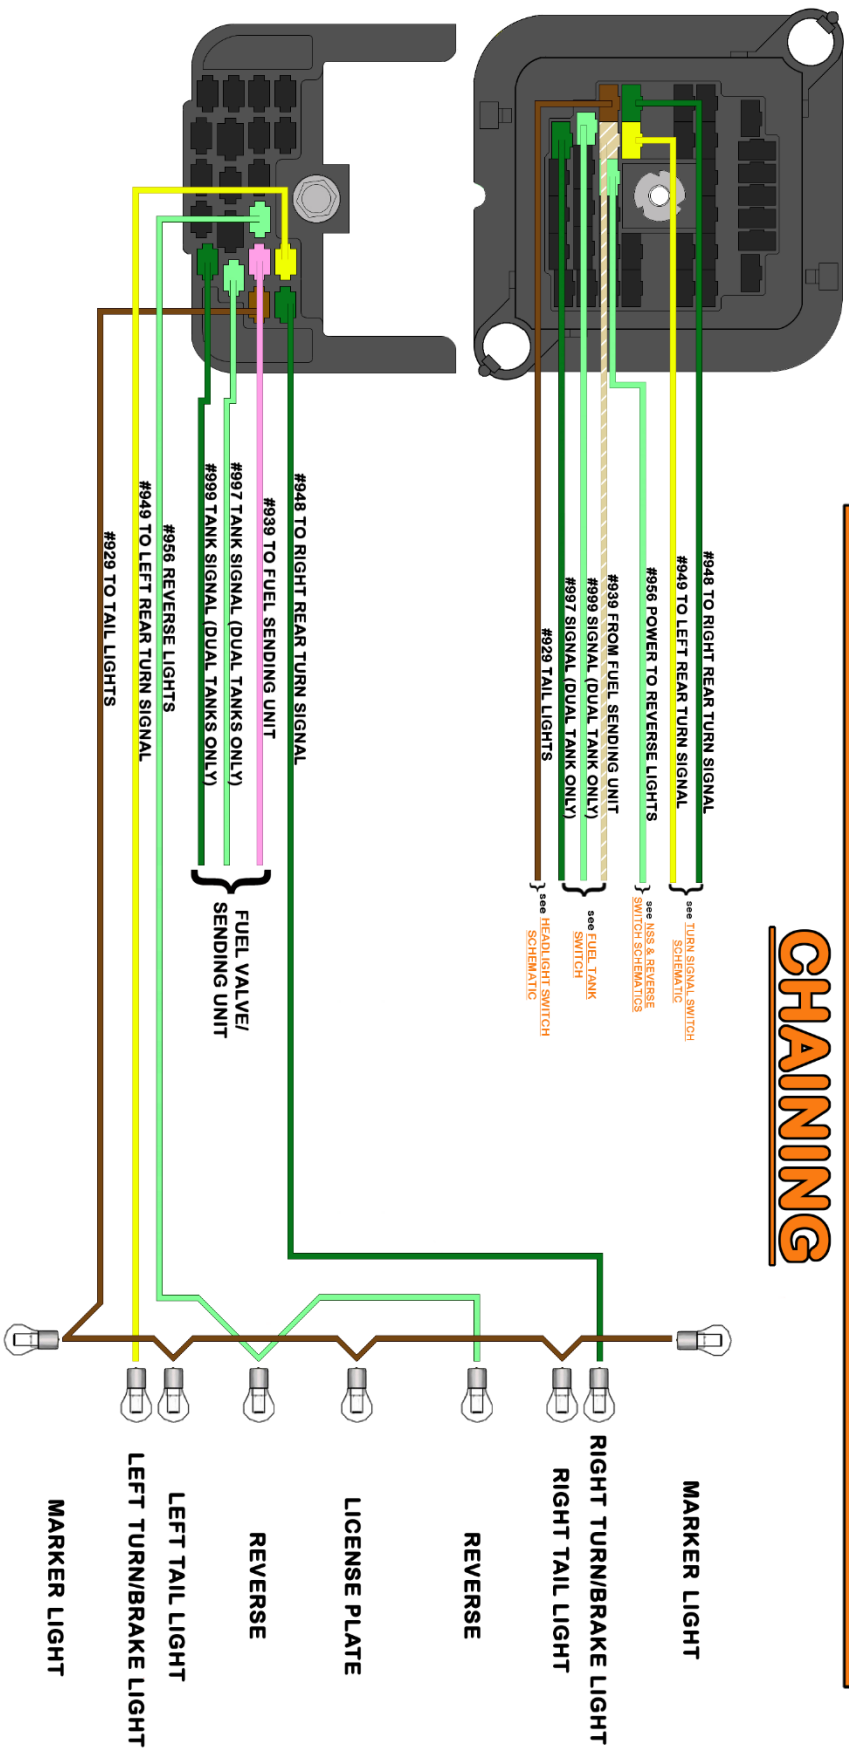 CHAINING
#948 TO RIGHT REAR TURN SIGNAL
#949 TO LEFT REAR TURN SIGNAL
#956 POWER TO REVERSE LIGHTS
#939 FROM FUEL SENDING UNIT
#999 SIGNAL (DUAL TANK ONLY)
#997 SIGNAL (DUAL TANK ONLY)
#929 TAIL LIGHTS
see TURN SIGNAL SWITCH
SCHEMATIC
see NSS & REVERSE
SWITCH SCHEMATICS
see FUEL TANK
SWITCH
see HEADLIGHT SWITCH
SCHEMATIC
#948 TO RIGHT REAR TURN SIGNAL
#939 TO FUEL SENDING UNIT
#997 TANK SIGNAL (DUAL TANKS ONLY)
#999 TANK SIGNAL (DUAL TANKS ONLY)
#956 REVERSE LIGHTS
#949 TO LEFT REAR TURN SIGNAL
#929 TO TAIL LIGHTS
FUEL VALVE/
SENDING UNIT
MARKER LIGHT
RIGHT TURN/BRAKE LIGHT
RIGHT TAIL LIGHT
REVERSE
LICENSE PLATE
REVERSE
LEFT TAIL LIGHT
LEFT TURN/BRAKE LIGHT
MARKER LIGHT